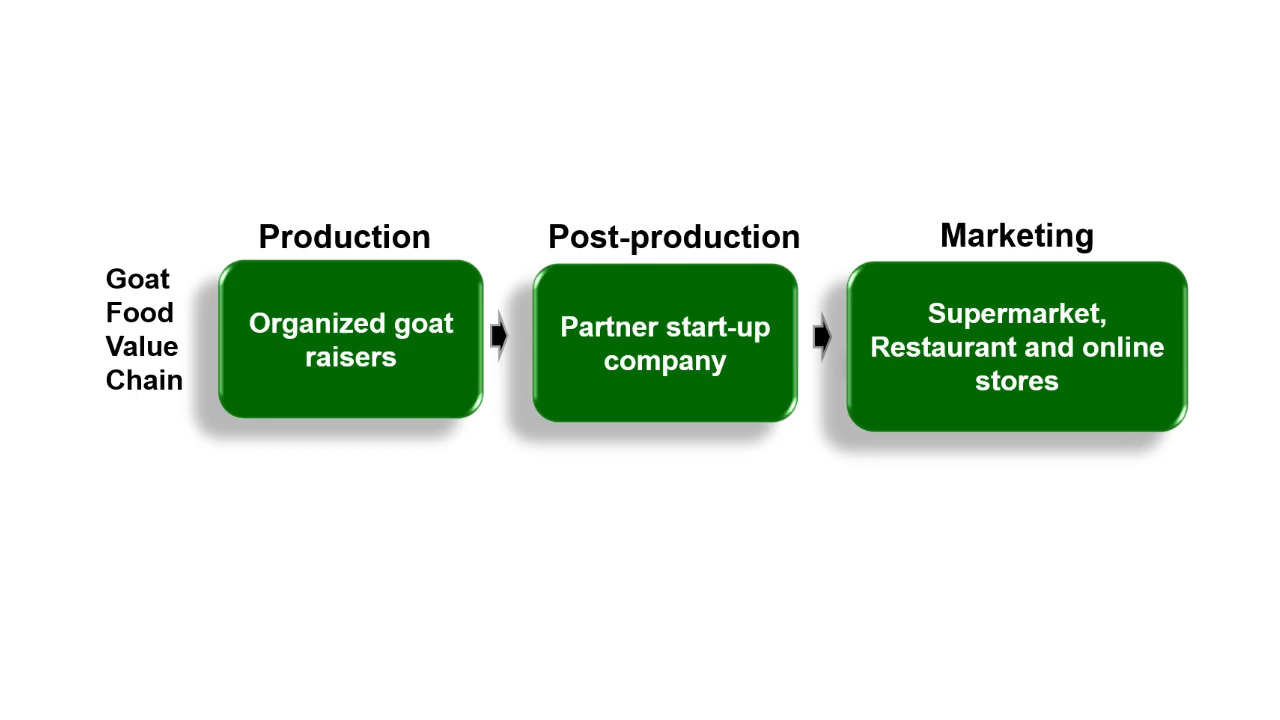 Production
Post-production
Marketing
Goat
Food
Value
Chain
Organized goat
raisers
Partner start-up
company
Supermarket,
Restaurant and online
stores